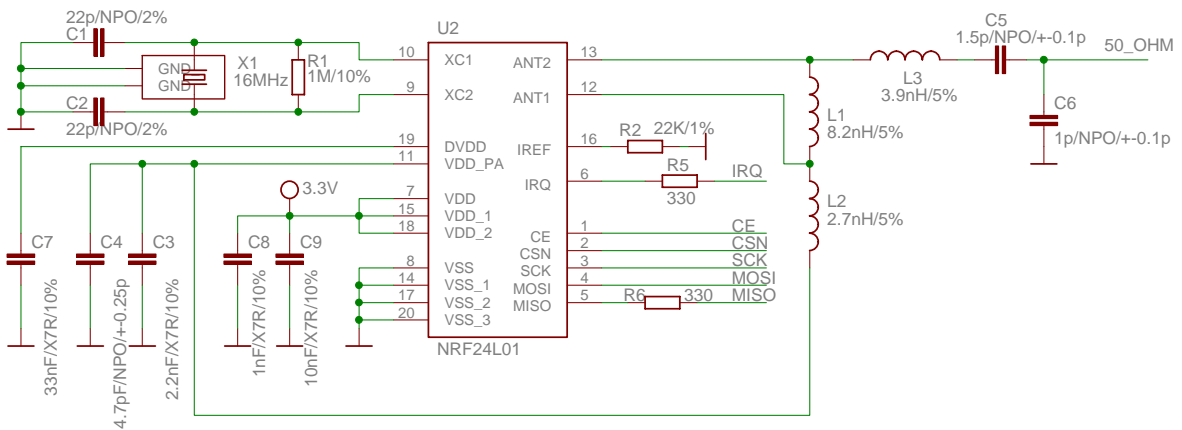 22p/NPO/2%
C1
GND
GND
X1
16MHz
R1
1M/10%
C2
22p/NPO/2%
U2
10 XC1
9 XC2
19 DVDD
11 VDD_PA
7 VDD
15 VDD_1
18 VDD_2
8 VSS
14 VSS_1
17 VSS_2
20 VSS_3
ANT2 13
ANT1 12
IREF 16
IRQ 6
CE 1
CSN 2
SCK 3
MOSI 4
MISO 5
NRF24L01
R2 22K/1%
R5
330
IRQ
CE
CSN
SCK
MOSI
MISO
R6 330
L1
8.2nH/5%
L2
2.7nH/5%
L3
3.9nH/5%
C5
1.5p/NPO/+-0.1p
50_OHM
C6
1p/NPO/+-0.1p
3.3V
C7
33nF/X7R/10%
C4
4.7pF/NPO/+-0.25p
C3
2.2nF/X7R/10%
C8
1nF/X7R/10%
C9
10nF/X7R/10%